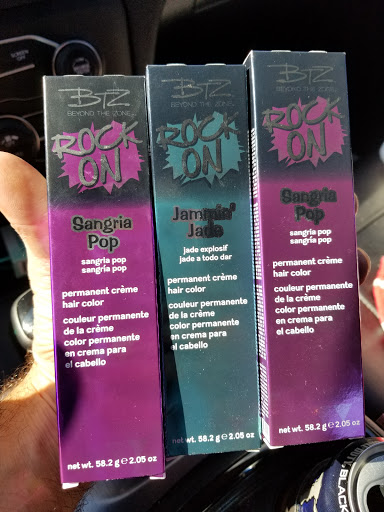 BTZ
BEYOND THE ZONE
ROCK
ON
Sangria
Pop
sangria pop
sangria pop
permanent crème
hair color
couleur permanente
de la crème
color permanente
en crema para
el cabello
net wt. 58.2 g e 2.05 oz
BTZ
BEYOND THE ZONE
ROCK
ON
Jammin'
Jade
jade explosif
jade a todo dar
permanent crème
hair color
couleur permanente
de la crème
color permanente
en crema para
el cabello
net wt. 58.2 g e 2.05 oz
BTZ
BEYOND THE ZONE
ROCK
ON
Sangria
Pop
sangria pop
sangria pop
permanent crème
hair color
couleur permanente
de la crème
color permanente
en crema para
el cabello
net wt. 58.2 g e 2.05 oz
BLACK